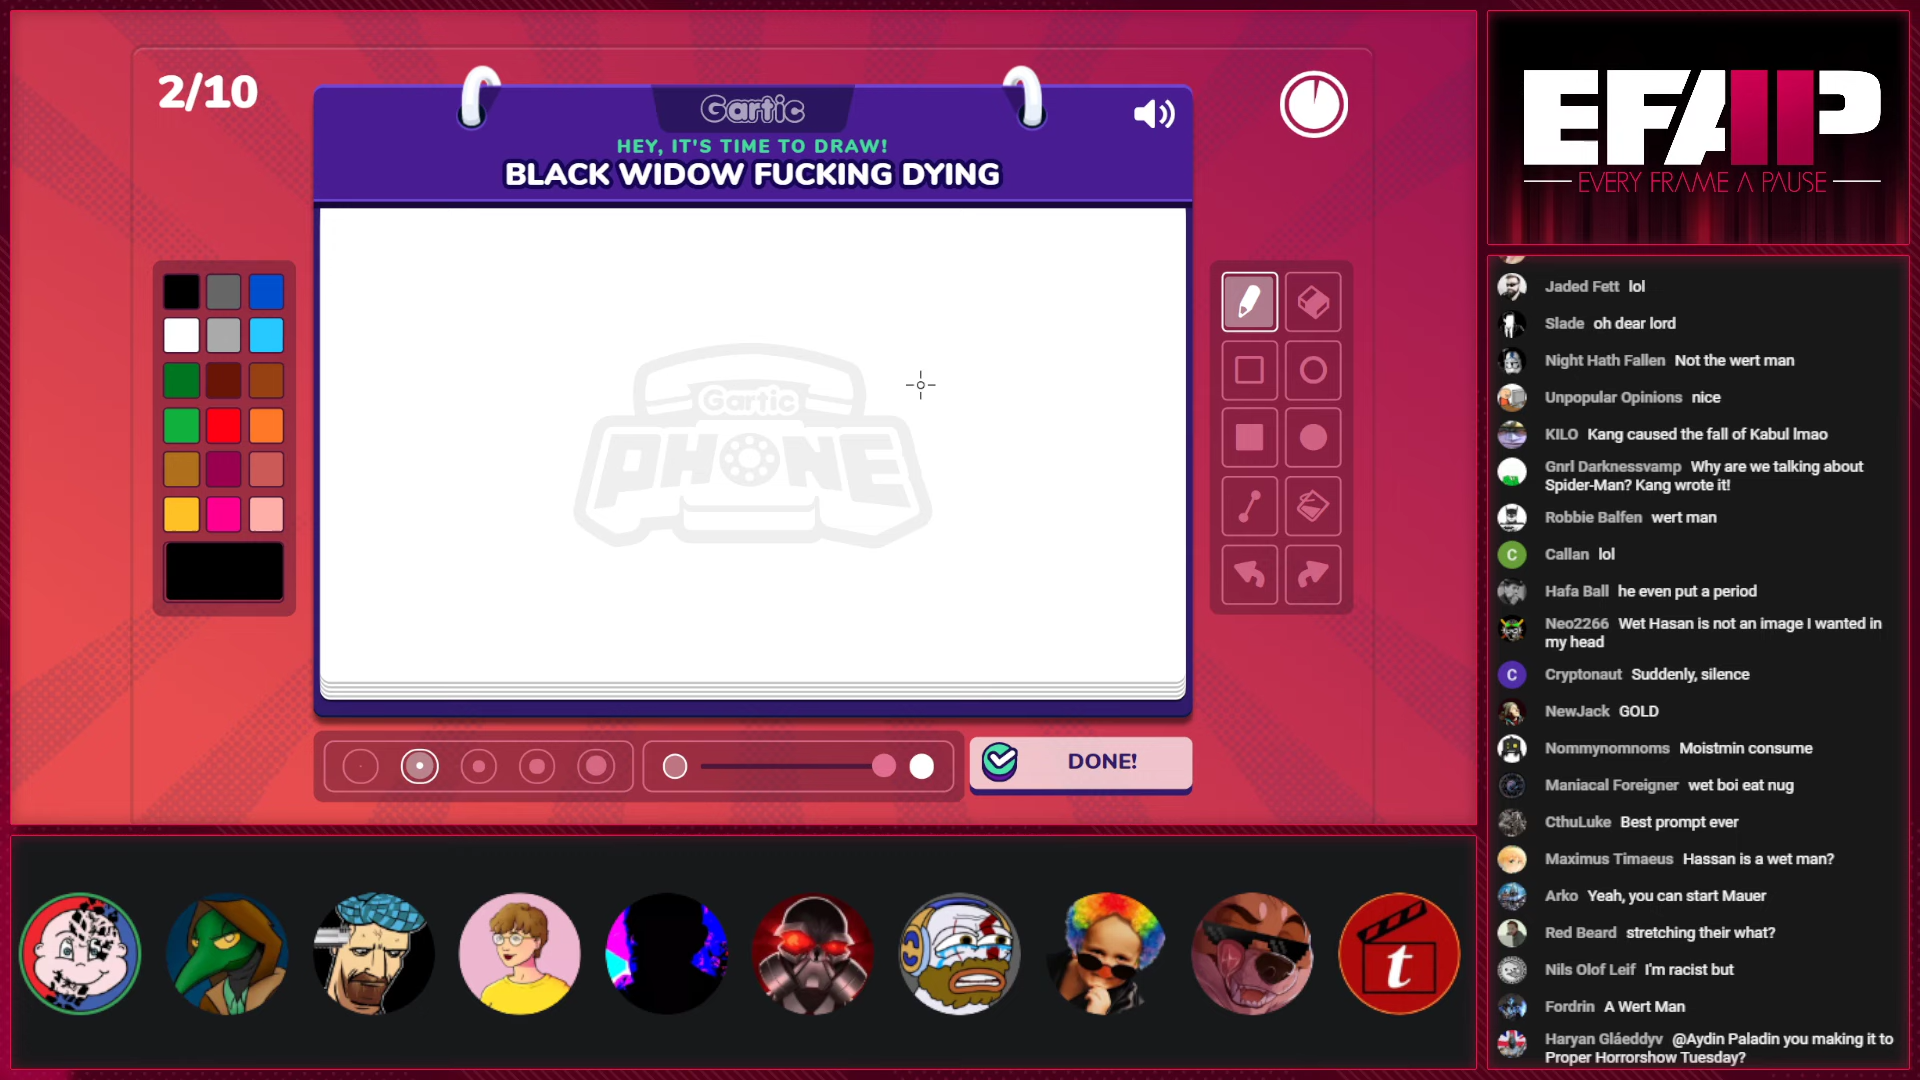 2/10
Gartic
HEY, IT'S TIME TO DRAW!
BLACK WIDOW FUCKING DYING
Gartic
PHONE
DONE!
t
EFAP
EVERY FRAME A PAUSE
Jaded Fett lol
Slade oh dear lord
Night Hath Fallen Not the wert man
Unpopular Opinions nice
KILO Kang caused the fall of Kabul lmao
Gnrl Darknessvamp Why are we talking about
Spider-Man? Kang wrote it!
Robbie Balfen wert man
C
Callan lol
Hafa Ball he even put a period
Neo2266 Wet Hasan is not an image I wanted in
my head
C
Cryptonaut Suddenly, silence
NewJack GOLD
Nommynomnoms Moistmin consume
Maniacal Foreigner wet boi eat nug
CthuLuke Best prompt ever
Maximus Timaeus Hassan is a wet man?
Arko Yeah, you can start Mauer
Red Beard stretching their what?
Nils Olof Leif I'm racist but
Fordrin A Wert Man
Haryan Gláeddyv @Aydin Paladin you making it to
Proper Horrorshow Tuesday?